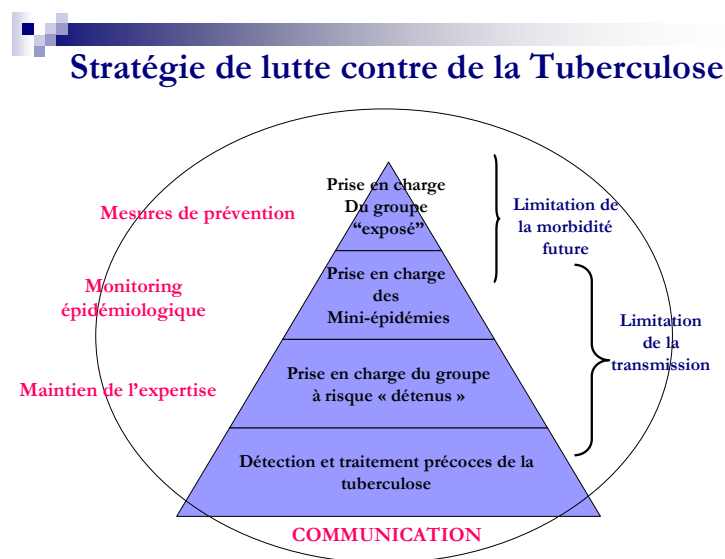 Stratégie de lutte contre de la Tuberculose
Prise en charge
Du groupe
“exposé”
Mesures de prévention
Limitation de
la morbidité
future
Prise en charge
des
Mini-épidémies
Monitoring
épidémiologique
Limitation
de la
transmission
Prise en charge du groupe
à risque « détenus »
Maintien de l’expertise
Détection et traitement précoces de la
tuberculose
COMMUNICATION